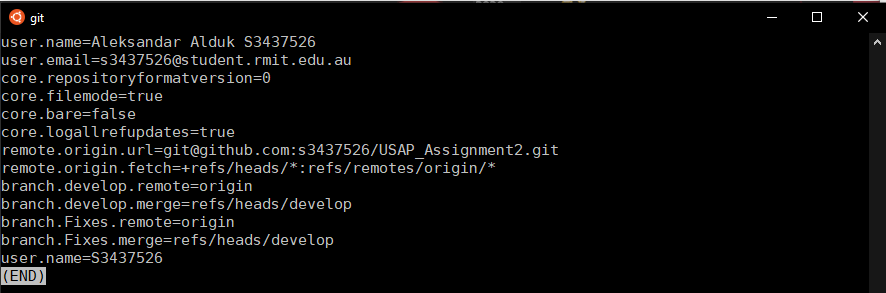 git
user.name=Aleksandar Alduk S3437526
user.email=s3437526@student.rmit.edu.au
core.repositoryformatversion=0
core.filemode=true
core.bare=false
core.logallrefupdates=true
remote.origin.url=git@github.com:s3437526/USAP_Assignment2.git
remote.origin.fetch=+refs/heads/*:refs/remotes/origin/*
branch.develop.remote=origin
branch.develop.merge=refs/heads/develop
branch.Fixes.remote=origin
branch.Fixes.merge=refs/heads/develop
user.name=S3437526
(END)